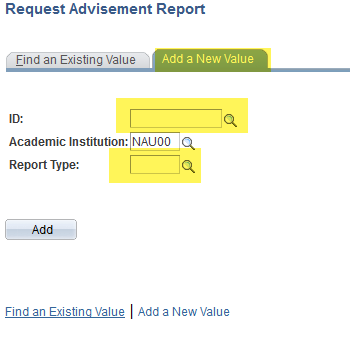 Request Advisement Report
Find an Existing Value Add a New Value
ID:
Academic Institution: NAU00
Report Type:
Add
Find an Existing Value | Add a New Value